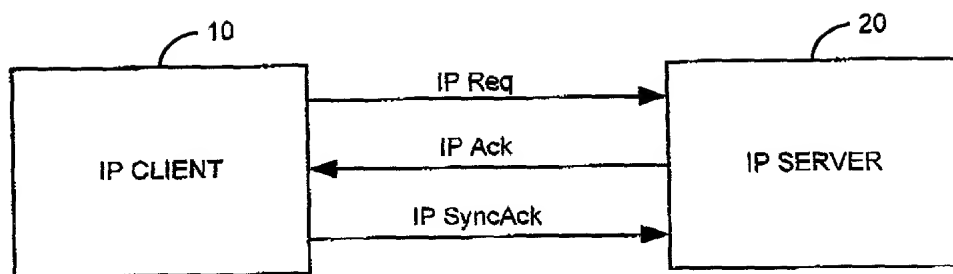 10
20
IP Req
IP CLIENT
IP Ack
IP SERVER
IP SyncAck